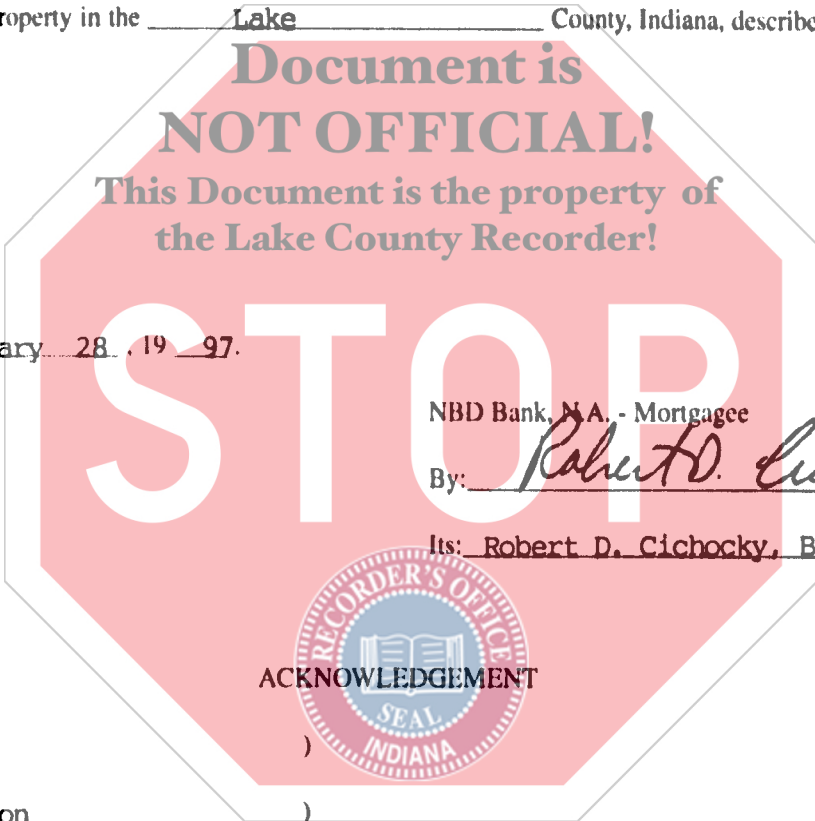 roperty in the Lake County, Indiana, describe
Document is
NOT OFFICIAL!
This Document is the property of
the Lake County Recorder!
STOP
ary 28 , 19 97.
NBD Bank, N.A. - Mortgagee
By: Robert D.
Its: Robert D. Cichocky, B
RECORDER'S OFFICE
ACKNOWLEDGEMENT
SEAL
INDIANA
)
on )